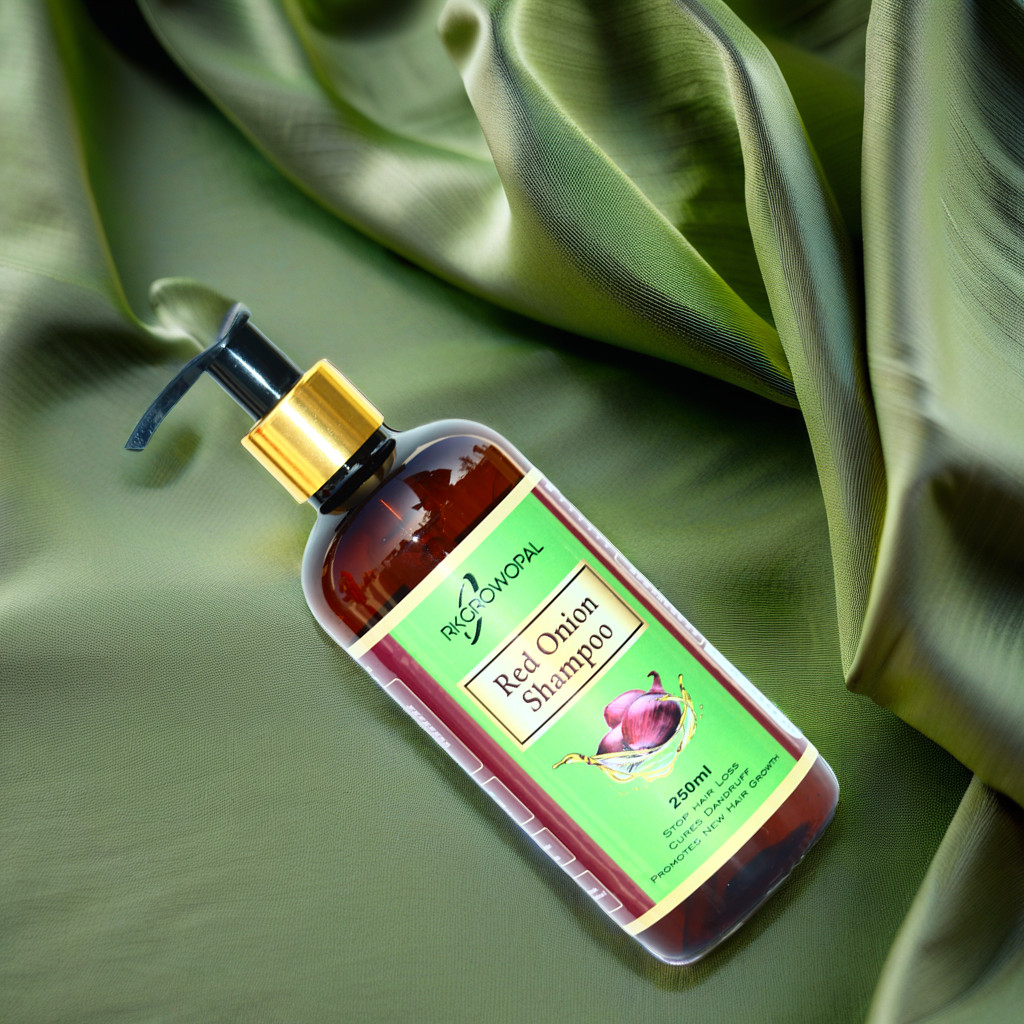 RKGROWOPAL
Red Onion
Shampoo
250ml
STOP HAIR LOSS
CURES DANDRUFF
PROMOTES NEW HAIR GROWTH